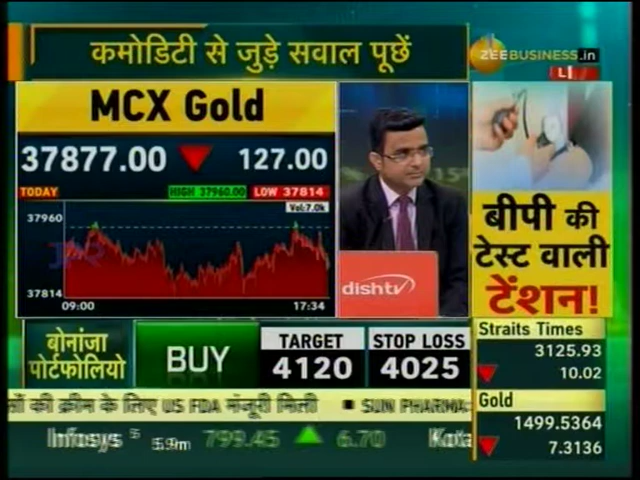 कमोडिटी से जुड़े सवाल पूछें
ZEEBUSINESS.in
MCX Gold
37877.00 127.00
TODAY HIGH 37960.00 LOW 37814
Vol:7.0k
37960
37814
09:00 17:34
dishtv
बीपी की
टेस्ट वाली
टेंशन!
बोनांजा
पोर्टफोलियो
BUY
TARGET
4120
STOP LOSS
4025
Straits Times
3125.93
10.02
Gold
1499.5364
7.3136
की क्रीम के लिए US FDA मंजूरी मिली ■ SUN PHARMA
Infosys 5.9m 799.45 6.70 Kota